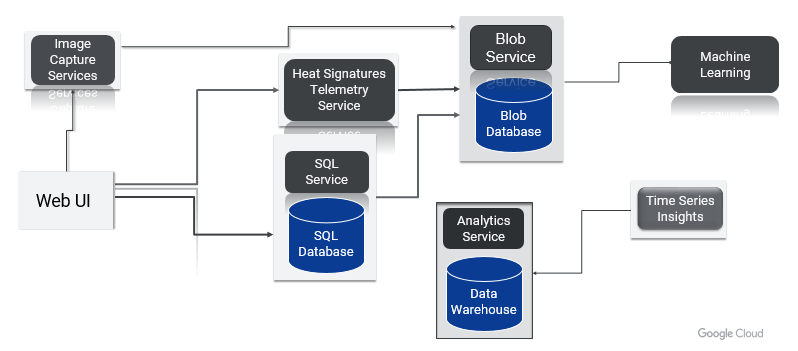 Image
Capture
Services
Heat Signatures
Telemetry
Service
Blob
Service
Blob
Database
Machine
Learning
Web UI
SQL
Service
SQL
Database
Analytics
Service
Data
Warehouse
Time Series
Insights
Google Cloud